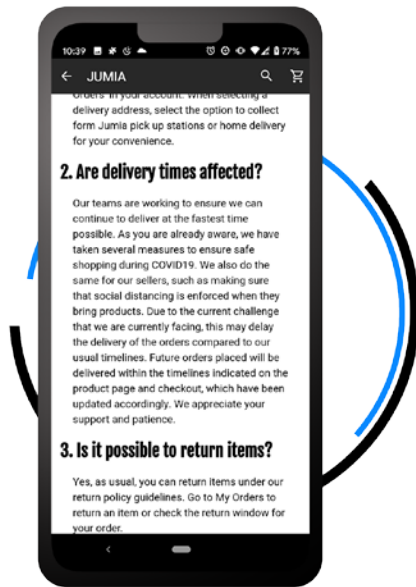 10:39
77%
JUMIA
Orders' in your account. When selecting a
delivery address, select the option to collect
form Jumia pick up stations or home delivery
for your convenience.
2. Are delivery times affected?
Our teams are working to ensure we can
continue to deliver at the fastest time
possible. As you are already aware, we have
taken several measures to ensure safe
shopping during COVID19. We also do the
same for our sellers, such as making sure
that social distancing is enforced when they
bring products. Due to the current challenge
that we are currently facing, this may delay
the delivery of the orders compared to our
usual timelines. Future orders placed will be
delivered within the timelines indicated on the
product page and checkout, which have been
updated accordingly. We appreciate your
support and patience.
3. Is it possible to return items?
Yes, as usual, you can return items under our
return policy guidelines. Go to My Orders to
return an item or check the return window for
your order.